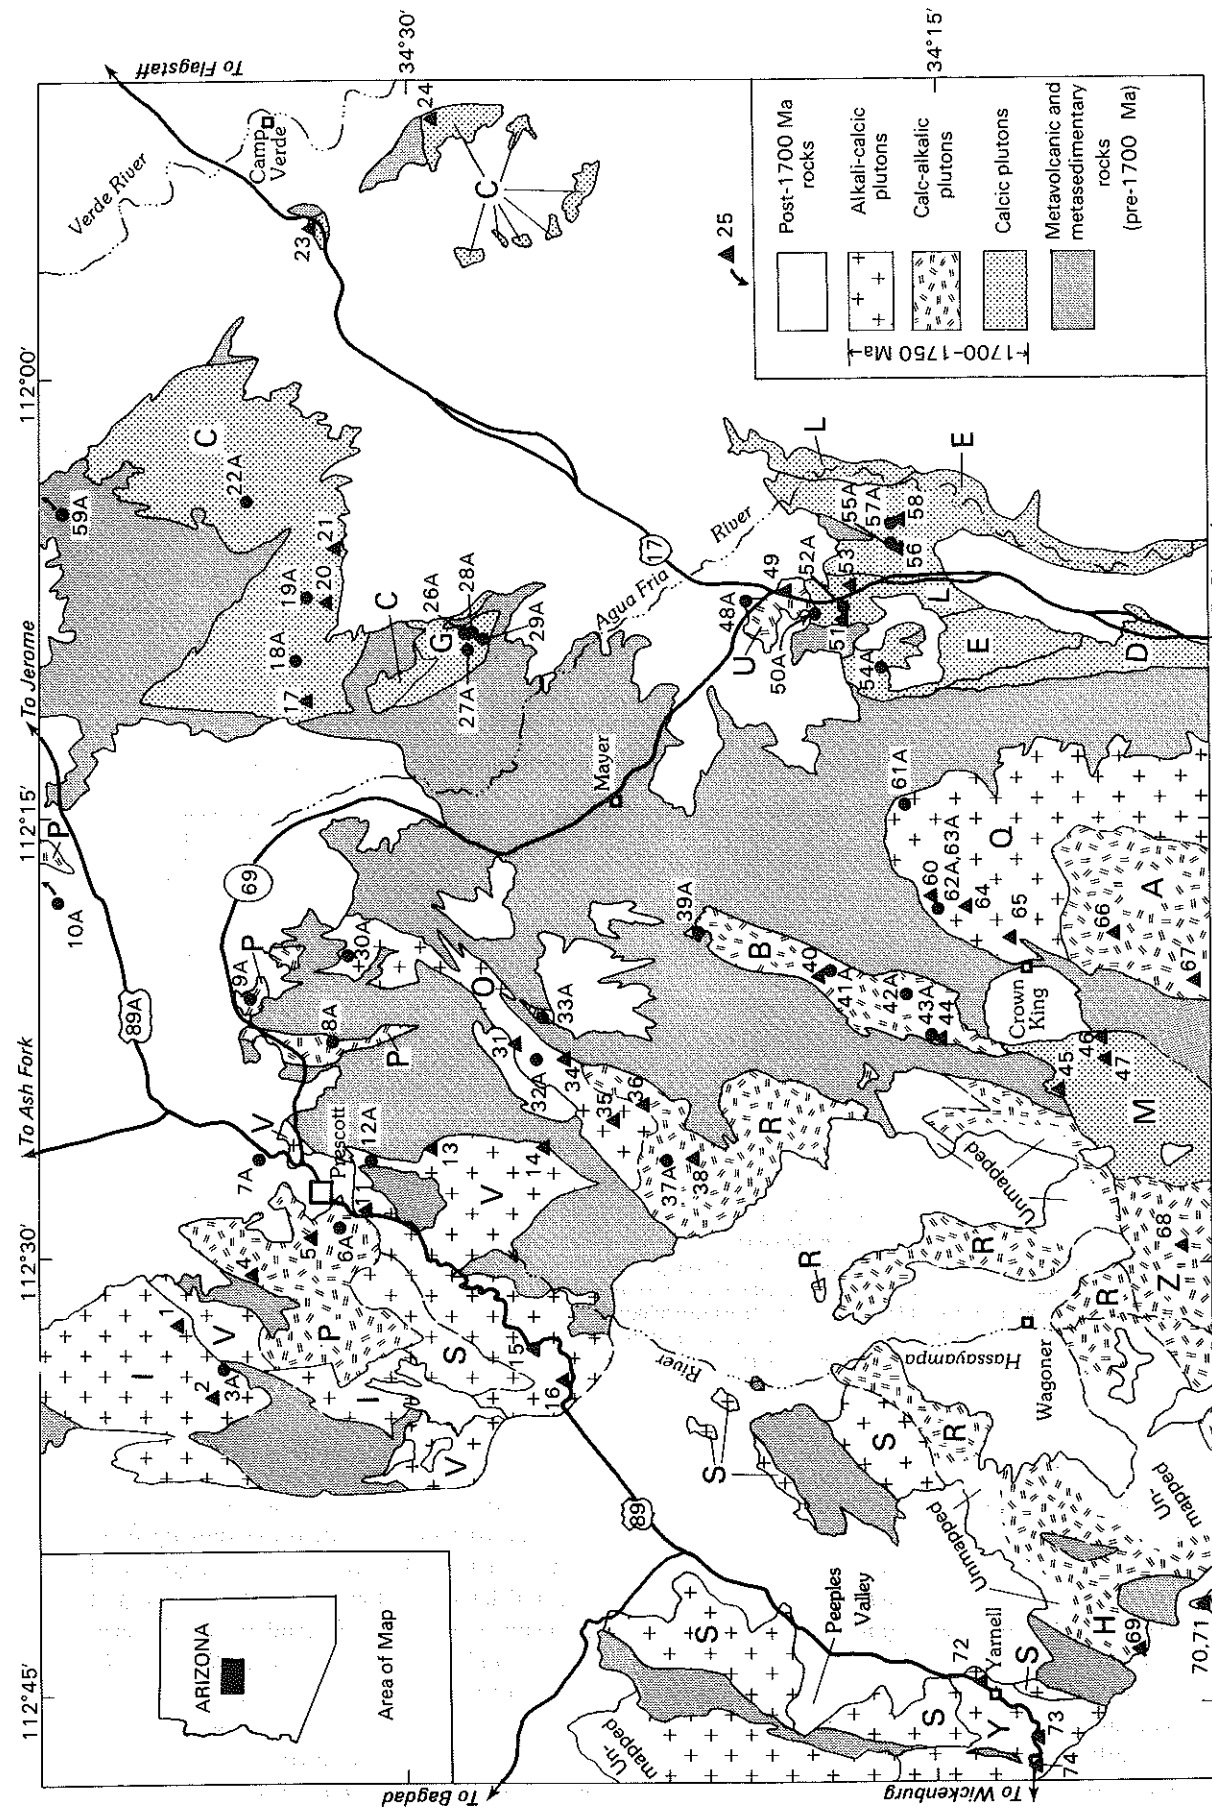 112°45'
112°30'
112°15'
112°00'
34°30'
34°15'
To Ash Fork
To Jerome
To Flagstaff
To Bagdad
To Wickenburg
ARIZONA
Area of Map
Verde River
Camp
Verde
Agua Fria
River
Hassayampa
River
Prescott
Mayer
Crown
King
Wagoner
Peeples
Valley
Yarnell
Unmapped
Unmapped
Un-
mapped
Un-
mapped
89A
69
89
17
Post-1700 Ma
rocks
Alkali-calcic
plutons
Calc-alkalic
plutons
Calcic plutons
Metavolcanic and
metasedimentary
rocks
(pre-1700 Ma)
1700–1750 Ma
1
2
3A
4
5
6A
7A
8A
9A
10A
11
12A
13
14
15
16
17
18A
19A
20
21
22A
23
24
25
26A
27A
28A
29A
30A
31
32A
33A
34
35
36
37A
38
39A
40
41A
42A
43A
44
45
46
47
48A
49
50A
51
52A
53
54A
55A
56
57A
58
59A
60
61A
62A,63A
64
65
66
67
68
69
70,71
72
73
74
I
V
I
P
S
V
V
V
P
P
P
C
C
C
G
O
B
R
R
R
R
R
S
S
S
S
S
Y
H
Z
M
A
Q
U
L
L
E
E
D